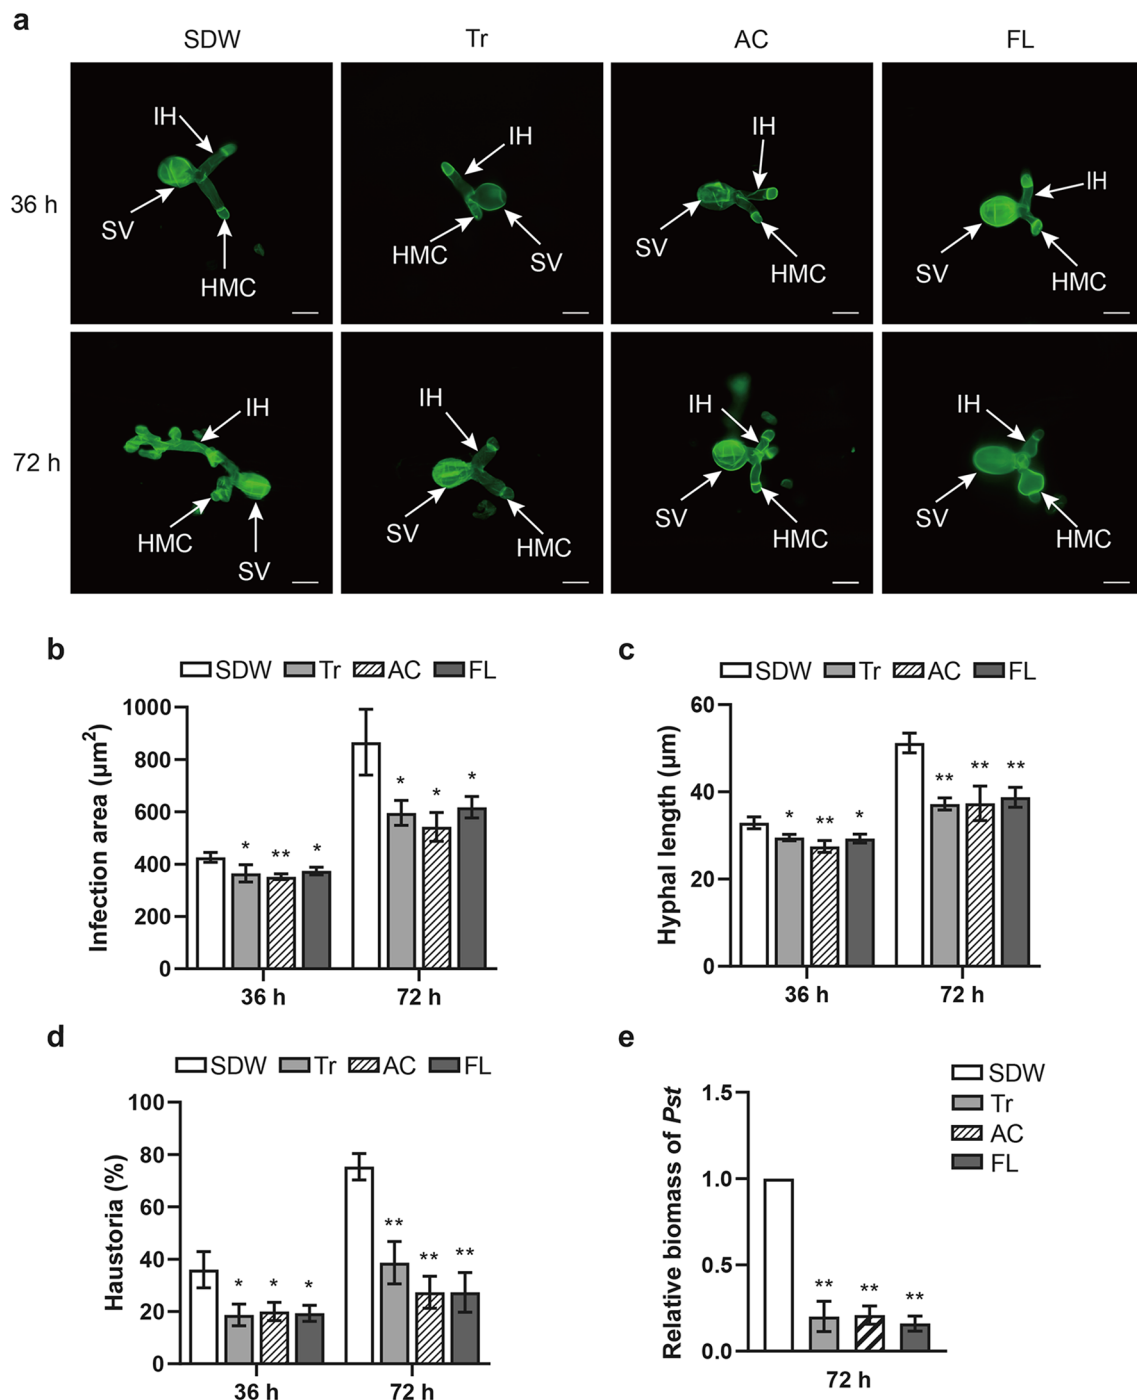 a
SDW Tr AC FL
36 h
IH SV HMC
IH HMC SV
IH SV HMC
IH SV HMC
72 h
IH HMC SV
IH SV HMC
IH SV HMC
IH SV HMC
b
SDW Tr AC FL
Infection area (μm²)
1000
800
600
400
200
0
* ** *
* * *
36 h 72 h
c
SDW Tr AC FL
Hyphal length (μm)
60
40
20
0
* ** *
** ** **
36 h 72 h
d
SDW Tr AC FL
Haustoria (%)
100
80
60
40
20
0
* * *
** ** **
36 h 72 h
e
SDW
Tr
AC
FL
Relative biomass of Pst
1.5
1.0
0.5
0.0
** ** **
72 h